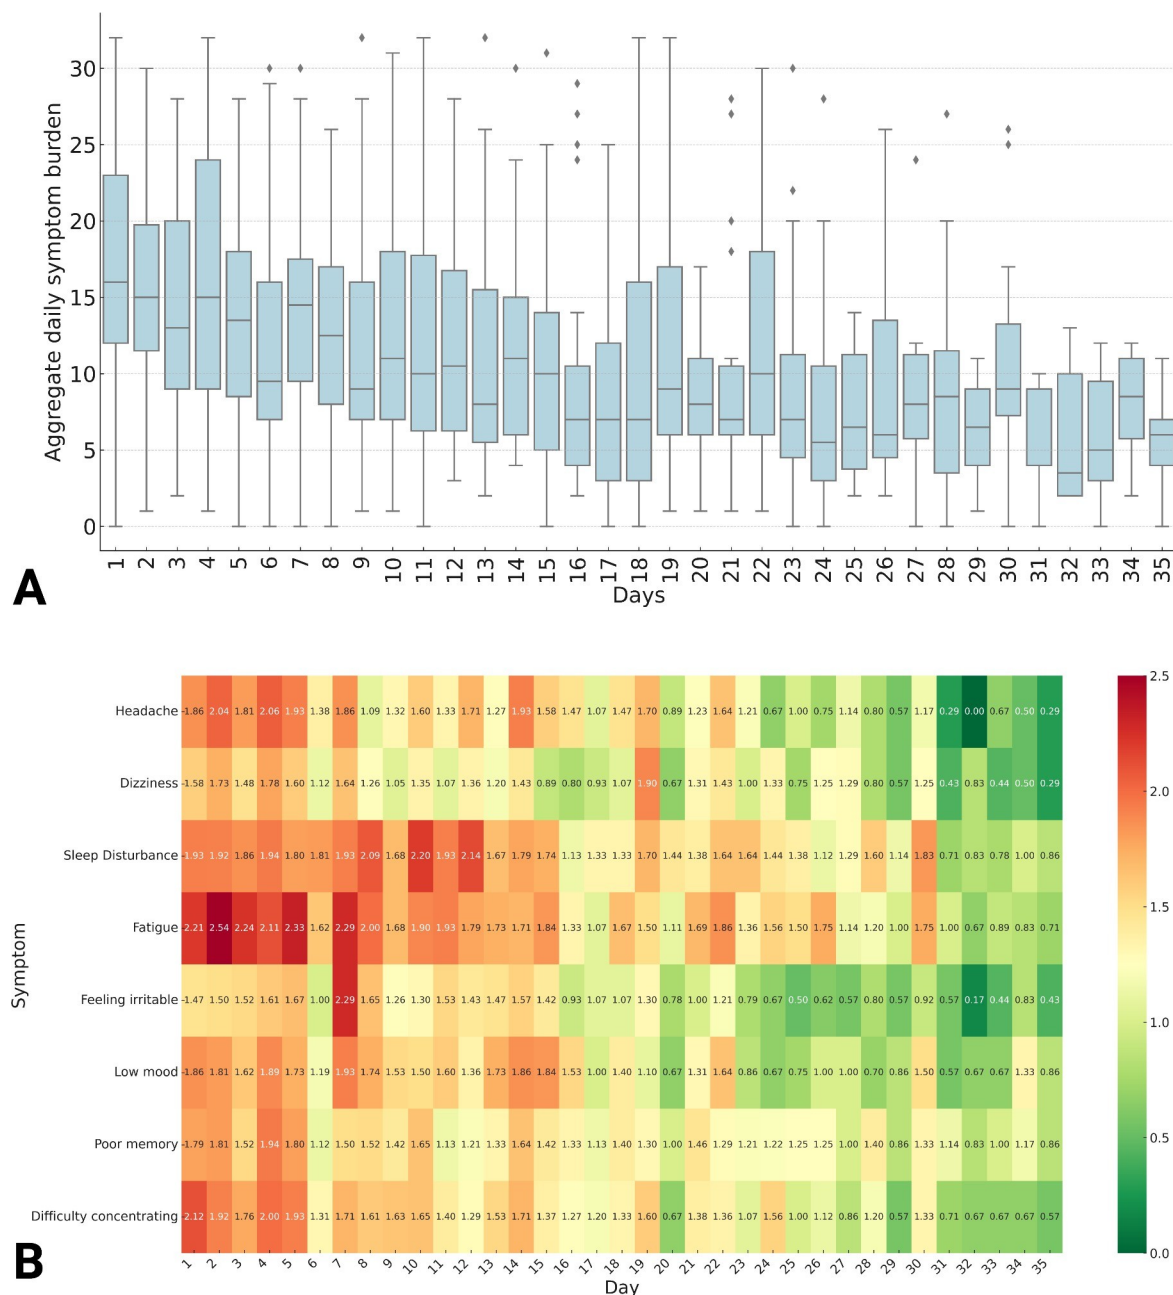 30
25
20
15
10
5
0
Aggregate daily symptom burden
1 2 3 4 5 6 7 8 9 10 11 12 13 14 15 16 17 18 19 20 21 22 23 24 25 26 27 28 29 30 31 32 33 34 35
Days
A
Headache -1.86 2.04 1.81 2.06 1.93 1.38 1.86 1.09 1.32 1.60 1.33 1.71 1.27 1.93 1.58 1.47 1.07 1.47 1.70 0.89 1.23 1.64 1.21 0.67 1.00 0.75 1.14 0.80 0.57 1.17 0.29 0.00 0.67 0.50 0.29
Dizziness -1.58 1.73 1.48 1.78 1.60 1.12 1.64 1.26 1.05 1.35 1.07 1.36 1.20 1.43 0.89 0.80 0.93 1.07 1.90 0.67 1.31 1.43 1.00 1.33 0.75 1.25 1.29 0.80 0.57 1.25 0.43 0.83 0.44 0.50 0.29
Sleep Disturbance -1.93 1.92 1.86 1.94 1.80 1.81 1.93 2.09 1.68 2.20 1.93 2.14 1.67 1.79 1.74 1.13 1.33 1.33 1.70 1.44 1.38 1.64 1.64 1.44 1.38 1.12 1.29 1.60 1.14 1.83 0.71 0.83 0.78 1.00 0.86
Fatigue -2.21 2.54 2.24 2.11 2.33 1.62 2.29 2.00 1.68 1.90 1.93 1.79 1.73 1.71 1.84 1.33 1.07 1.67 1.50 1.11 1.69 1.86 1.36 1.56 1.50 1.75 1.14 1.20 1.00 1.75 1.00 0.67 0.89 0.83 0.71
Feeling irritable -1.47 1.50 1.52 1.61 1.67 1.00 2.29 1.65 1.26 1.30 1.53 1.43 1.47 1.57 1.42 0.93 1.07 1.07 1.30 0.78 1.00 1.21 0.79 0.67 0.50 0.62 0.57 0.80 0.57 0.92 0.57 0.17 0.44 0.83 0.43
Low mood -1.86 1.81 1.62 1.89 1.73 1.19 1.93 1.74 1.53 1.50 1.60 1.36 1.73 1.86 1.84 1.53 1.00 1.40 1.10 0.67 1.31 1.64 0.86 0.67 0.75 1.00 1.00 0.70 0.86 1.50 0.57 0.67 0.67 1.33 0.86
Poor memory -1.79 1.81 1.52 1.94 1.80 1.12 1.50 1.52 1.42 1.65 1.13 1.21 1.33 1.64 1.42 1.33 1.13 1.40 1.30 1.00 1.46 1.29 1.21 1.22 1.25 1.25 1.00 1.40 0.86 1.33 1.14 0.83 1.00 1.17 0.86
Difficulty concentrating -2.12 1.92 1.76 2.00 1.93 1.31 1.71 1.61 1.63 1.65 1.40 1.29 1.53 1.71 1.37 1.27 1.20 1.33 1.60 0.67 1.38 1.36 1.07 1.56 1.00 1.12 0.86 1.20 0.57 1.33 0.71 0.67 0.67 0.67 0.57
Symptom
1 2 3 4 5 6 7 8 9 10 11 12 13 14 15 16 17 18 19 20 21 22 23 24 25 26 27 28 29 30 31 32 33 34 35
Day
B
2.5
2.0
1.5
1.0
0.5
0.0